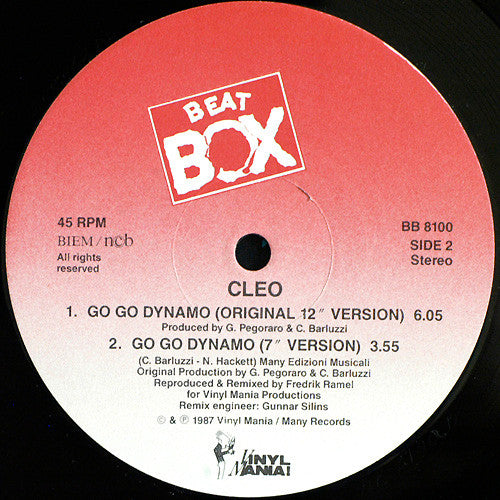 BEAT
BOX
45 RPM
BIEM/ncb
All rights
reserved
BB 8100
SIDE 2
Stereo
CLEO
1. GO GO DYNAMO (ORIGINAL 12" VERSION) 6.05
Produced by G. Pegoraro & C. Barluzzi
2. GO GO DYNAMO (7" VERSION) 3.55
(C. Barluzzi - N. Hackett) Many Edizioni Musicali
Original Production by G. Pegoraro & C. Barluzzi
Reproduced & Remixed by Fredrik Ramel
for Vinyl Mania Productions
Remix engineer: Gunnar Silins
© & ℗ 1987 Vinyl Mania / Many Records
VINYL
MANIA!